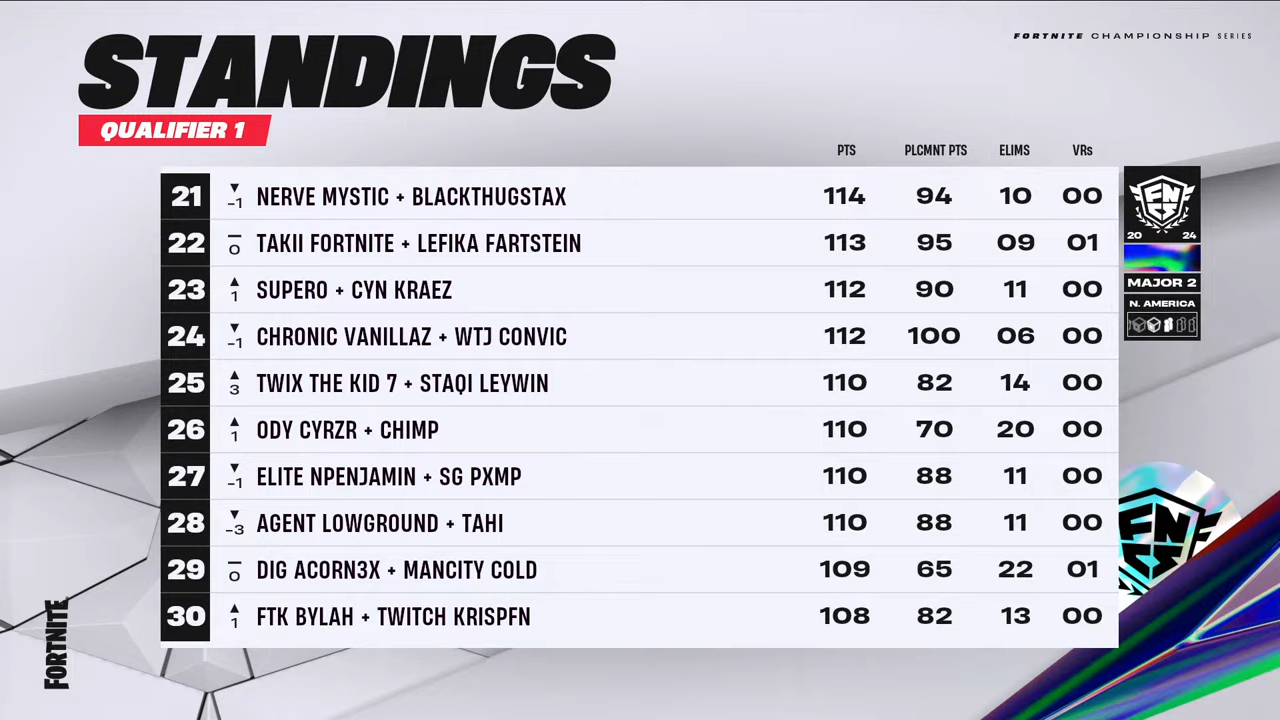 STANDINGS
FORTNITE CHAMPIONSHIP SERIES
QUALIFIER 1
PTS PLCMNT PTS ELIMS VRs
21 -1 NERVE MYSTIC + BLACKTHUGSTAX 114 94 10 00
22 0 TAKII FORTNITE + LEFIKA FARTSTEIN 113 95 09 01
23 1 SUPERO + CYN KRAEZ 112 90 11 00
24 -1 CHRONIC VANILLAZ + WTJ CONVIC 112 100 06 00
25 3 TWIX THE KID 7 + STAQI LEYWIN 110 82 14 00
26 1 ODY CYRZR + CHIMP 110 70 20 00
27 -1 ELITE NPENJAMIN + SG PXMP 110 88 11 00
28 -3 AGENT LOWGROUND + TAHI 110 88 11 00
29 0 DIG ACORN3X + MANCITY COLD 109 65 22 01
30 1 FTK BYLAH + TWITCH KRISPFN 108 82 13 00
FNCS
20 24
MAJOR 2
N. AMERICA
FNCS
FORTNITE